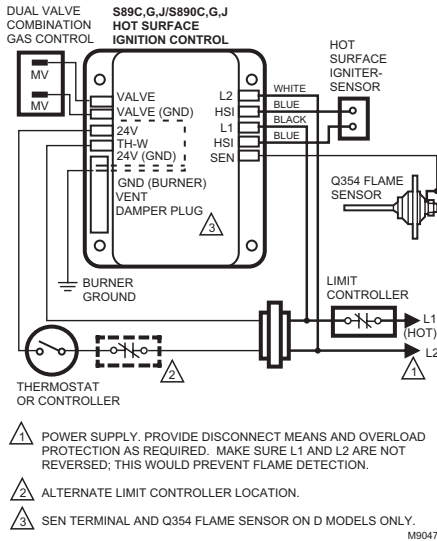 DUAL VALVE
COMBINATION
GAS CONTROL
S89C,G,J/S890C,G,J
HOT SURFACE
IGNITION CONTROL
HOT
SURFACE
IGNITER-
SENSOR
MV
MV
VALVE
VALVE (GND)
24V
TH-W
24V (GND)
GND (BURNER)
VENT
DAMPER PLUG
L2
HSI
L1
HSI
SEN
WHITE
BLUE
BLACK
BLUE
Q354 FLAME
SENSOR
3
BURNER
GROUND
LIMIT
CONTROLLER
L1
(HOT)
L2
1
2
THERMOSTAT
OR CONTROLLER
1 POWER SUPPLY. PROVIDE DISCONNECT MEANS AND OVERLOAD
PROTECTION AS REQUIRED. MAKE SURE L1 AND L2 ARE NOT
REVERSED; THIS WOULD PREVENT FLAME DETECTION.
2 ALTERNATE LIMIT CONTROLLER LOCATION.
3 SEN TERMINAL AND Q354 FLAME SENSOR ON D MODELS ONLY.
M9047